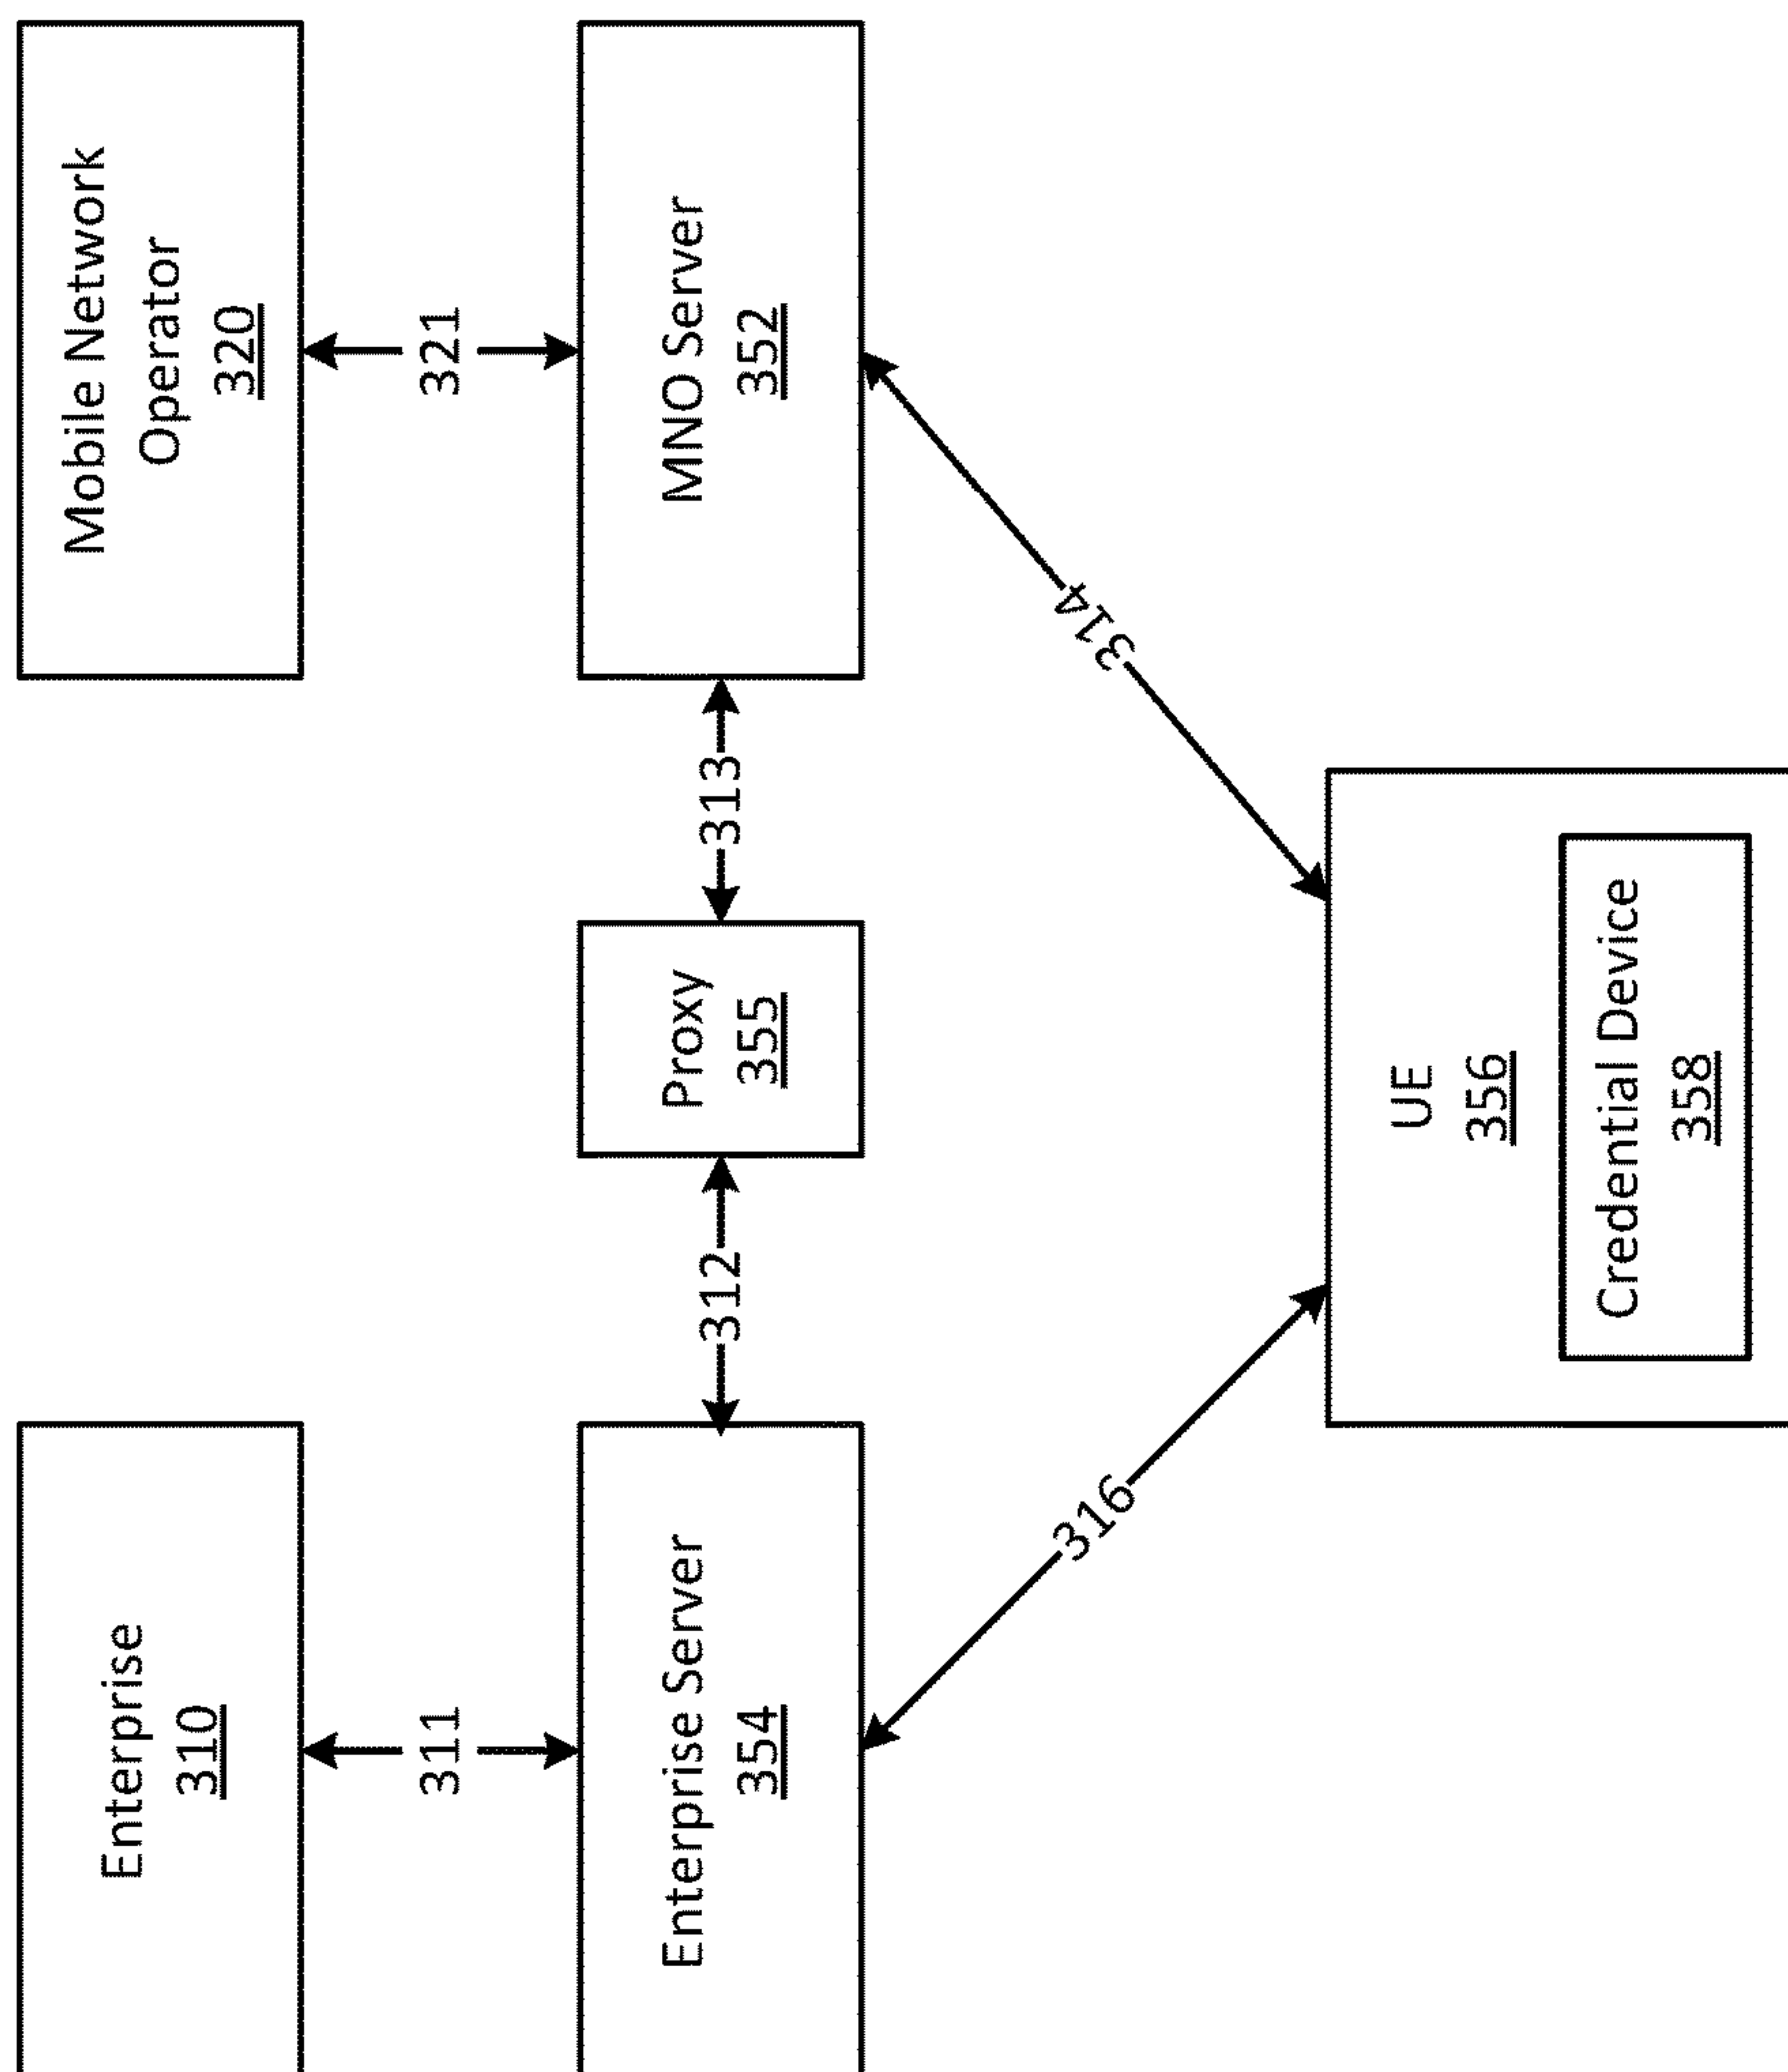 Enterprise
310
Mobile Network
Operator
320
311
321
Enterprise Server
354
312
Proxy
355
313
MNO Server
352
316
314
UE
356
Credential Device
358